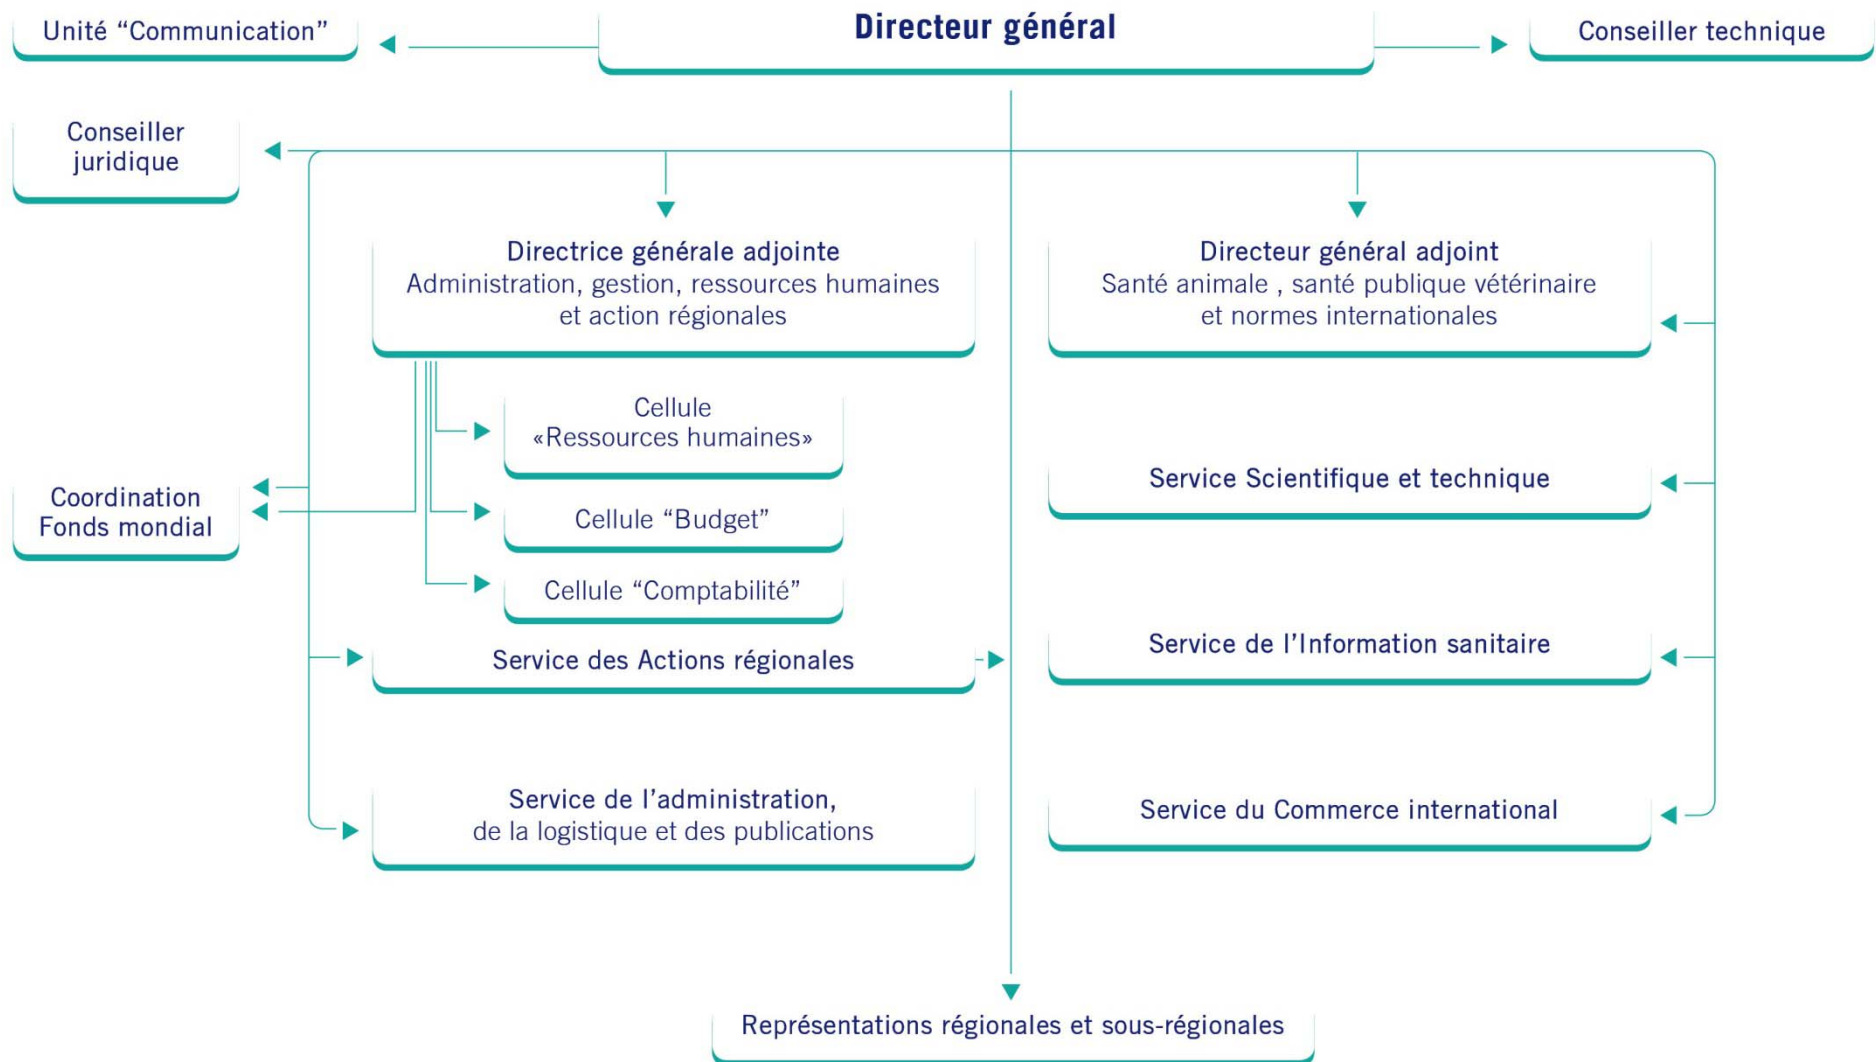 Unité “Communication”
Directeur général
Conseiller technique
Conseiller
juridique
Directrice générale adjointe
Administration, gestion, ressources humaines
et action régionales
Directeur général adjoint
Santé animale , santé publique vétérinaire
et normes internationales
Cellule
«Ressources humaines»
Coordination
Fonds mondial
Cellule “Budget”
Cellule “Comptabilité”
Service des Actions régionales
Service de l’administration,
de la logistique et des publications
Service Scientifique et technique
Service de l’Information sanitaire
Service du Commerce international
Représentations régionales et sous-régionales